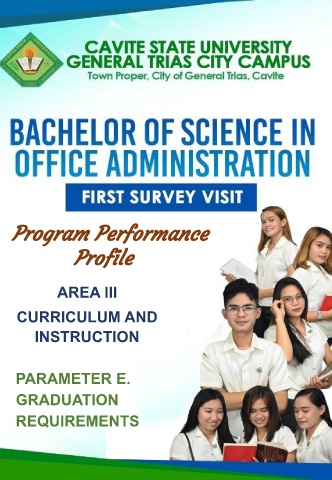 CAVITE STATE UNIVERSITY
GENERAL TRIAS CITY CAMPUS
Town Proper, City of General Trias, Cavite
BACHELOR OF SCIENCE IN
OFFICE ADMINISTRATION
FIRST SURVEY VISIT
Program Performance
Profile
AREA III
CURRICULUM AND
INSTRUCTION
PARAMETER E.
GRADUATION
REQUIREMENTS